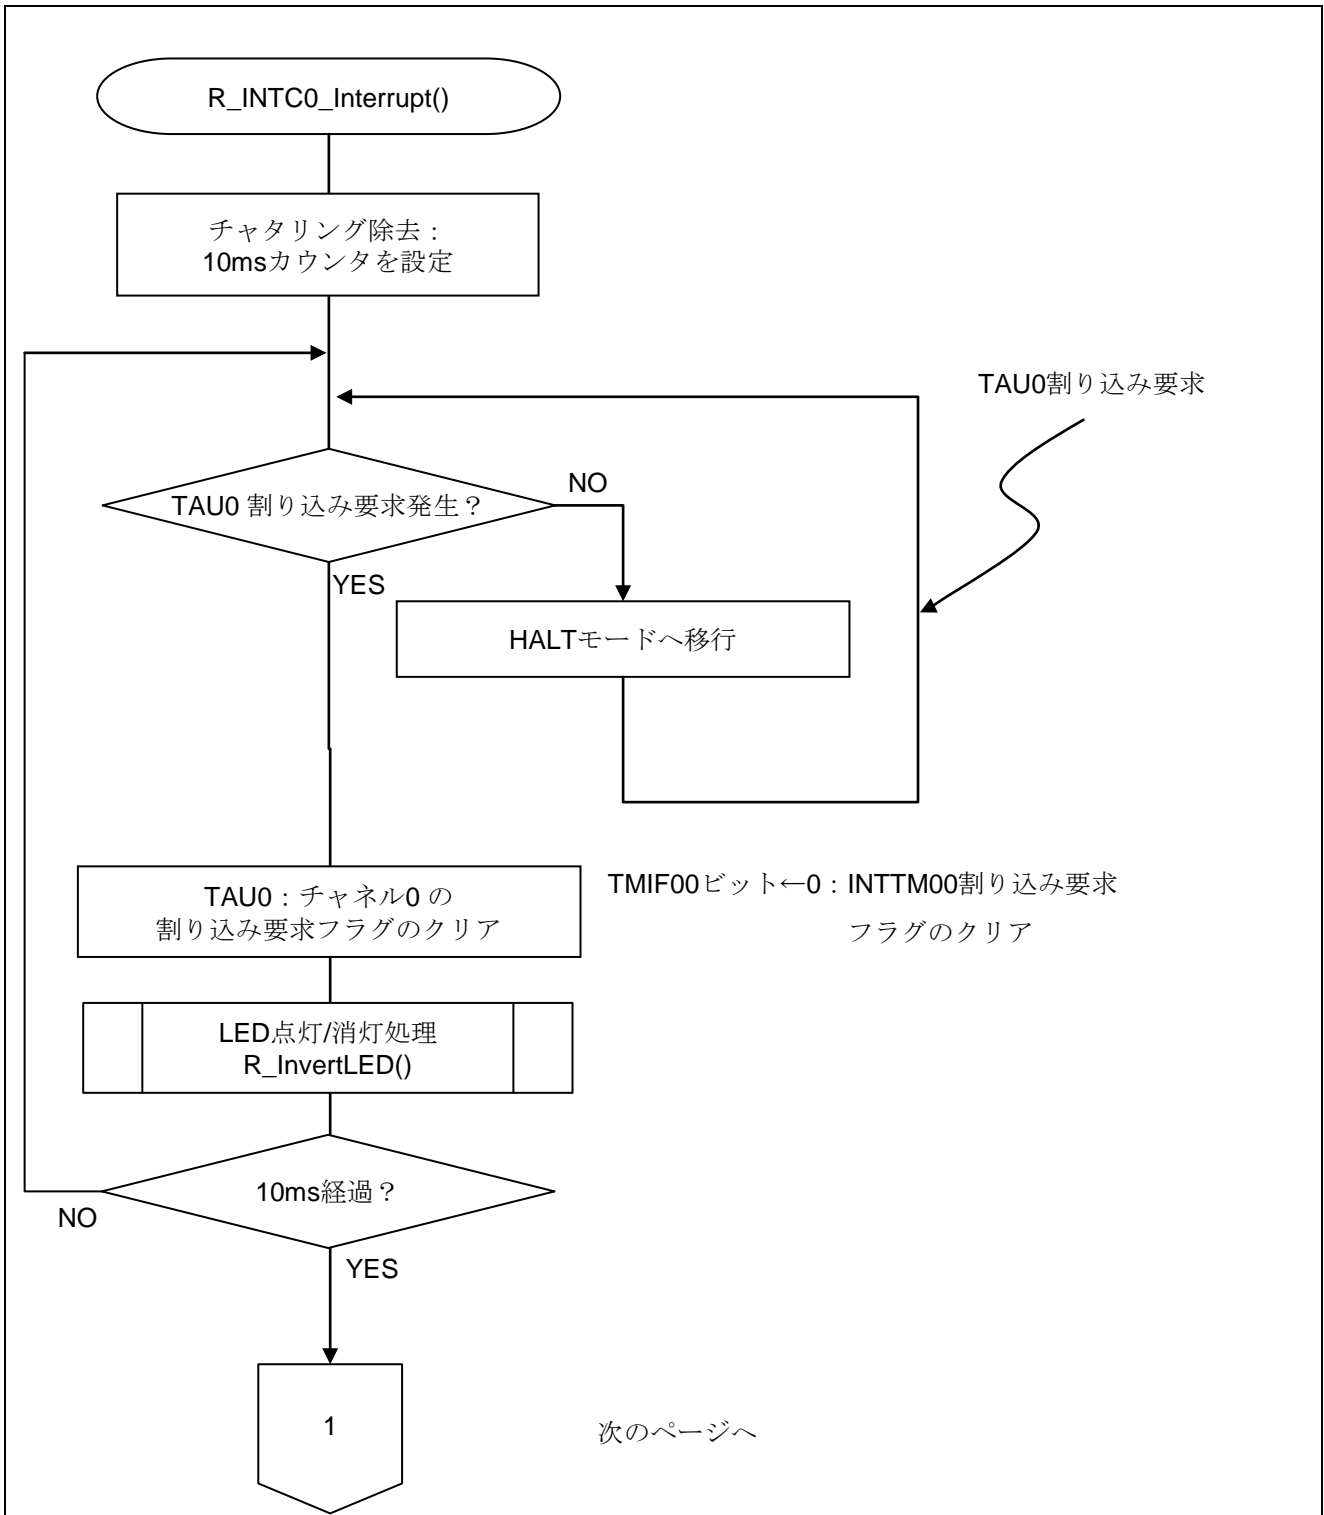 R_INTC0_Interrupt()
チャタリング除去：
10msカウンタを設定
TAU0割り込み要求
TAU0 割り込み要求発生？
NO
YES
HALTモードへ移行
TAU0：チャネル0 の
割り込み要求フラグのクリア
TMIF00ビット←0：INTTM00割り込み要求
フラグのクリア
LED点灯/消灯処理
R_InvertLED()
10ms経過？
NO
YES
1
次のページへ